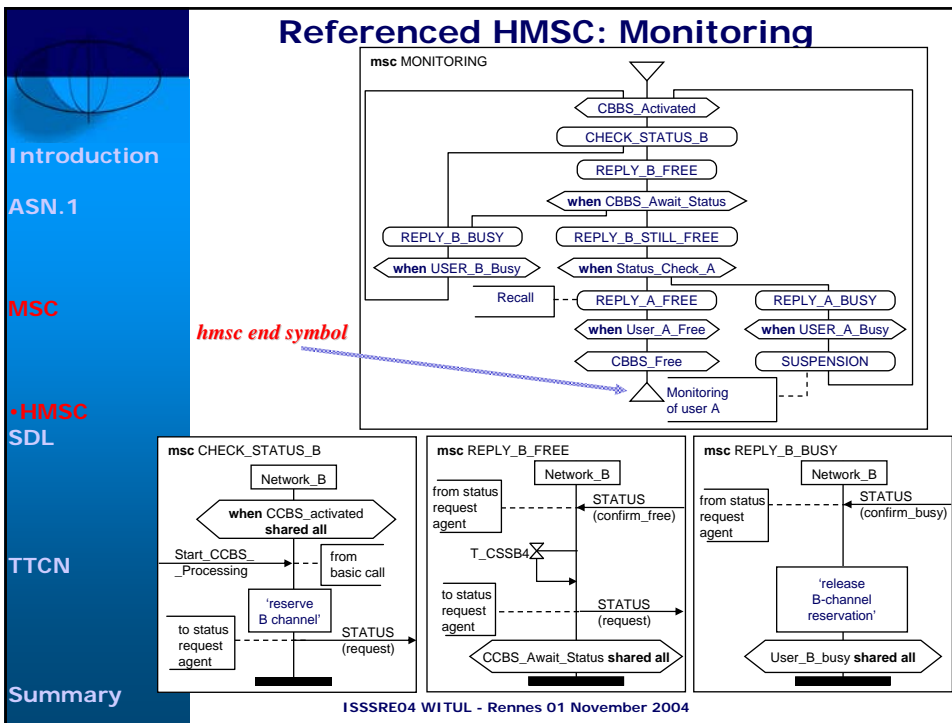 Referenced HMSC: Monitoring
Introduction
ASN.1
MSC
•HMSC
SDL
TTCN
Summary
msc MONITORING
CBBS_Activated
CHECK_STATUS_B
REPLY_B_FREE
when CBBS_Await_Status
REPLY_B_BUSY
REPLY_B_STILL_FREE
when USER_B_Busy
when Status_Check_A
Recall
REPLY_A_FREE
REPLY_A_BUSY
when User_A_Free
when USER_A_Busy
CBBS_Free
SUSPENSION
Monitoring
of user A
hmsc end symbol
msc CHECK_STATUS_B
Network_B
when CCBS_activated
shared all
Start_CCBS_
_Processing
from
basic call
'reserve
B channel'
to status
request
agent
STATUS
(request)
msc REPLY_B_FREE
Network_B
from status
request
agent
STATUS
(confirm_free)
T_CSSB4
to status
request
agent
STATUS
(request)
CCBS_Await_Status shared all
msc REPLY_B_BUSY
Network_B
from status
request
agent
STATUS
(confirm_busy)
'release
B-channel
reservation'
User_B_busy shared all
ISSSRE04 WITUL - Rennes 01 November 2004